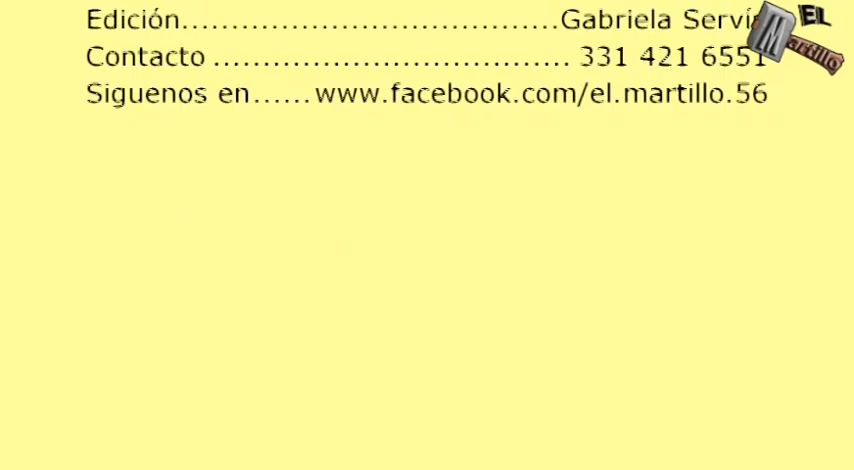 Edición...................................Gabriela Servín
Contacto .................................. 331 421 6551
Siguenos en......www.facebook.com/el.martillo.56
EL
Martillo